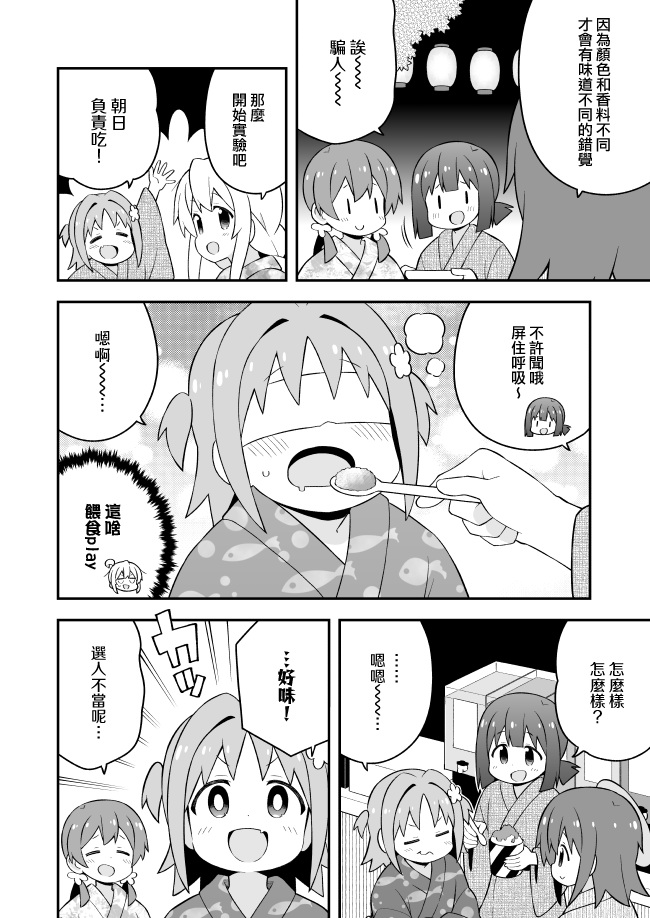 因為顏色和香料不同
才會有味道不同的錯覺
誒～～～
騙人～～～
那麼
開始實驗吧
朝日
負責吃！
不許聞哦
屏住呼吸～
嗯啊～～～…
這啥
餵食play
怎麼樣
怎麼樣？
……
嗯嗯～～～…
…好味！
カッ
選人不當呢…